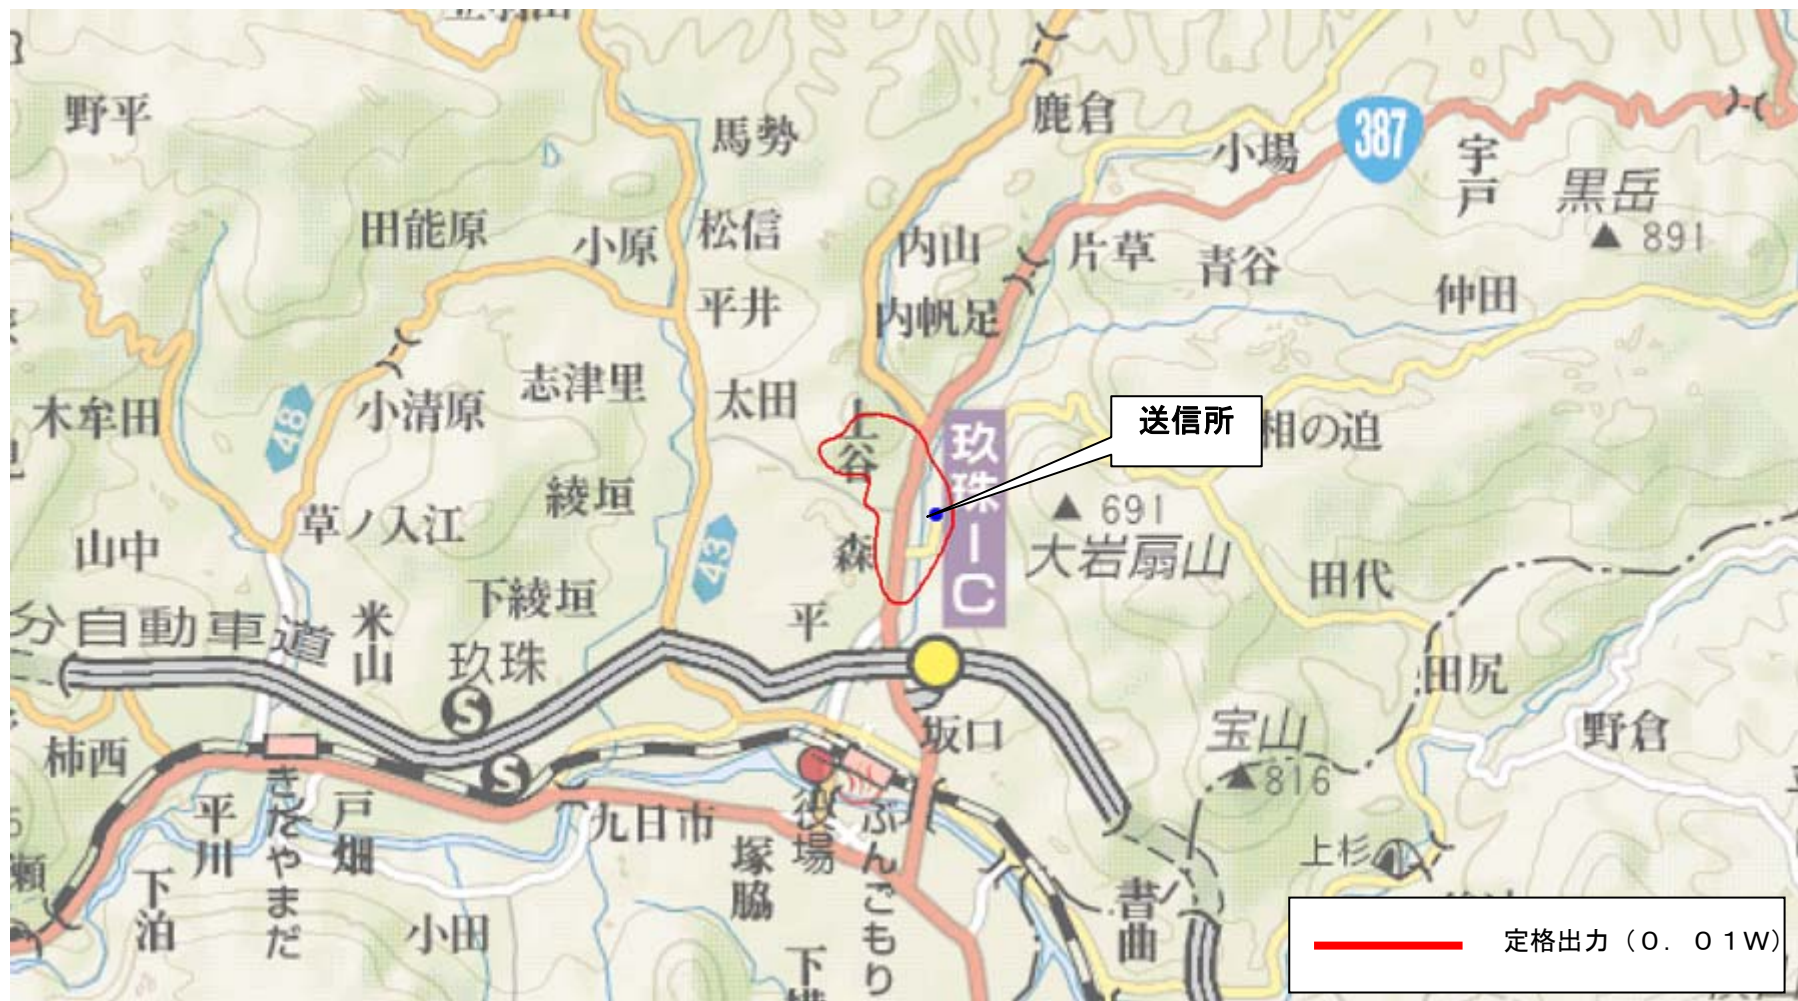 野平
馬勢
鹿倉
小場
387
宇戸
黒岳
891
田能原
小原
松信
内山
片草
青谷
仲田
平井
内帆足
木牟田
48
小清原
志津里
太田
上谷
玖珠IC
送信所
相の迫
綾垣
草ノ入江
山中
43
森
691
大岩扇山
田代
下綾垣
分自動車道
米山
玖珠
平
田尻
S
坂口
宝山
816
野倉
柿西
S
きたやまだ
平川
戸畑
九日市
役場
ぶんごもり
塚脇
上杉
瀬
下泊
小田
書曲
下
定格出力（０．０１Ｗ）